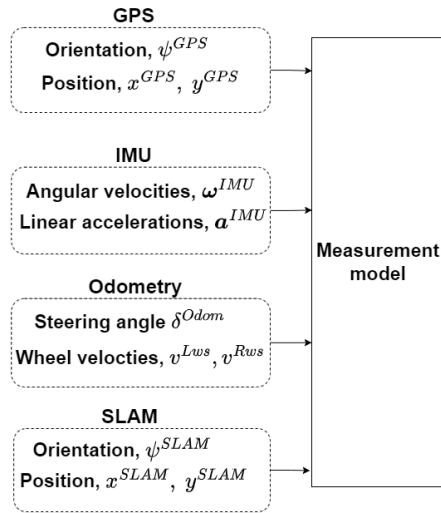 GPS
Orientation, ψ^{GPS}
Position, x^{GPS}, y^{GPS}
IMU
Angular velocities, ω^{IMU}
Linear accelerations, a^{IMU}
Measurement
model
Odometry
Steering angle δ^{Odom}
Wheel velocties, v^{Lws}, v^{Rws}
SLAM
Orientation, ψ^{SLAM}
Position, x^{SLAM}, y^{SLAM}